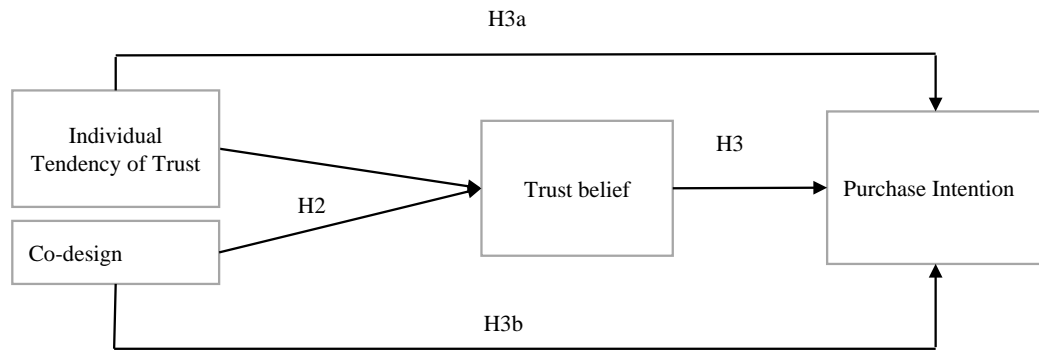 H3a
Individual
Tendency of Trust
H3
Trust belief
Purchase Intention
H2
Co-design
H3b